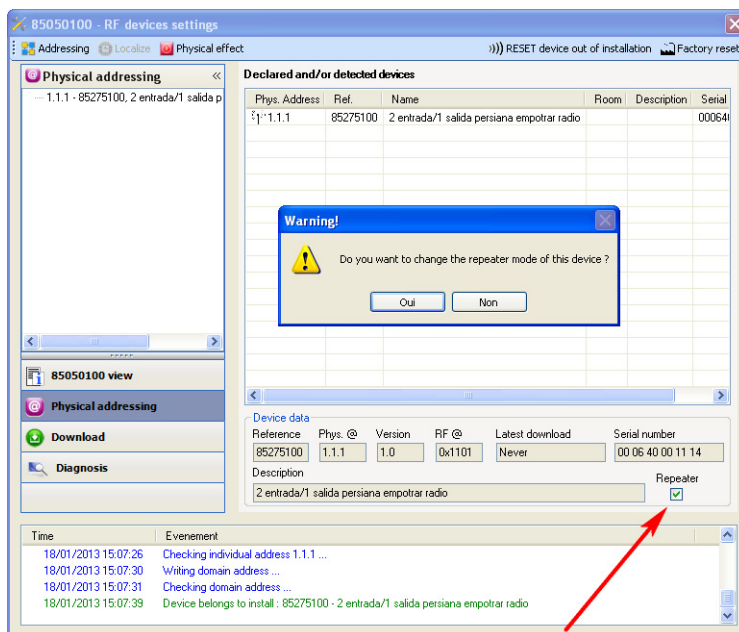 85050100 - RF devices settings
Addressing Localize Physical effect RESET device out of installation Factory reset
Physical addressing
1.1.1 - 85275100, 2 entrada/1 salida p
Declared and/or detected devices
Phys. Address Ref. Name Room Description Serial
1.1.1 85275100 2 entrada/1 salida persiana empotrar radio 00064
Warning!
Do you want to change the repeater mode of this device ?
Oui Non
85050100 view
Physical addressing
Download
Diagnosis
Device data
Reference Phys. @ Version RF @ Latest download Serial number
85275100 1.1.1 1.0 0x1101 Never 00 06 40 00 11 14
Description
Repeater
2 entrada/1 salida persiana empotrar radio
Time Evenement
18/01/2013 15:07:26 Checking individual address 1.1.1 ...
18/01/2013 15:07:30 Writing domain address ...
18/01/2013 15:07:31 Checking domain address ...
18/01/2013 15:07:39 Device belongs to install : 85275100 - 2 entrada/1 salida persiana empotrar radio